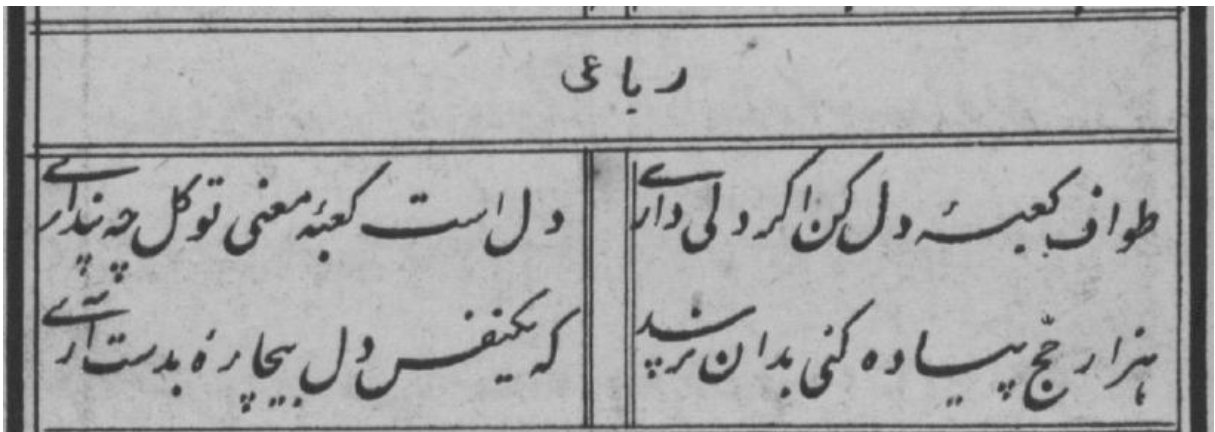 رباعی
طواف کعبهٔ دل کن اگر دلی داری
دل است کعبهٔ معنی تو گل چه پنداری
هزار حج پیاده کنی بدان نرسد
که یکنفس دل بیچارهٔ بدست آری